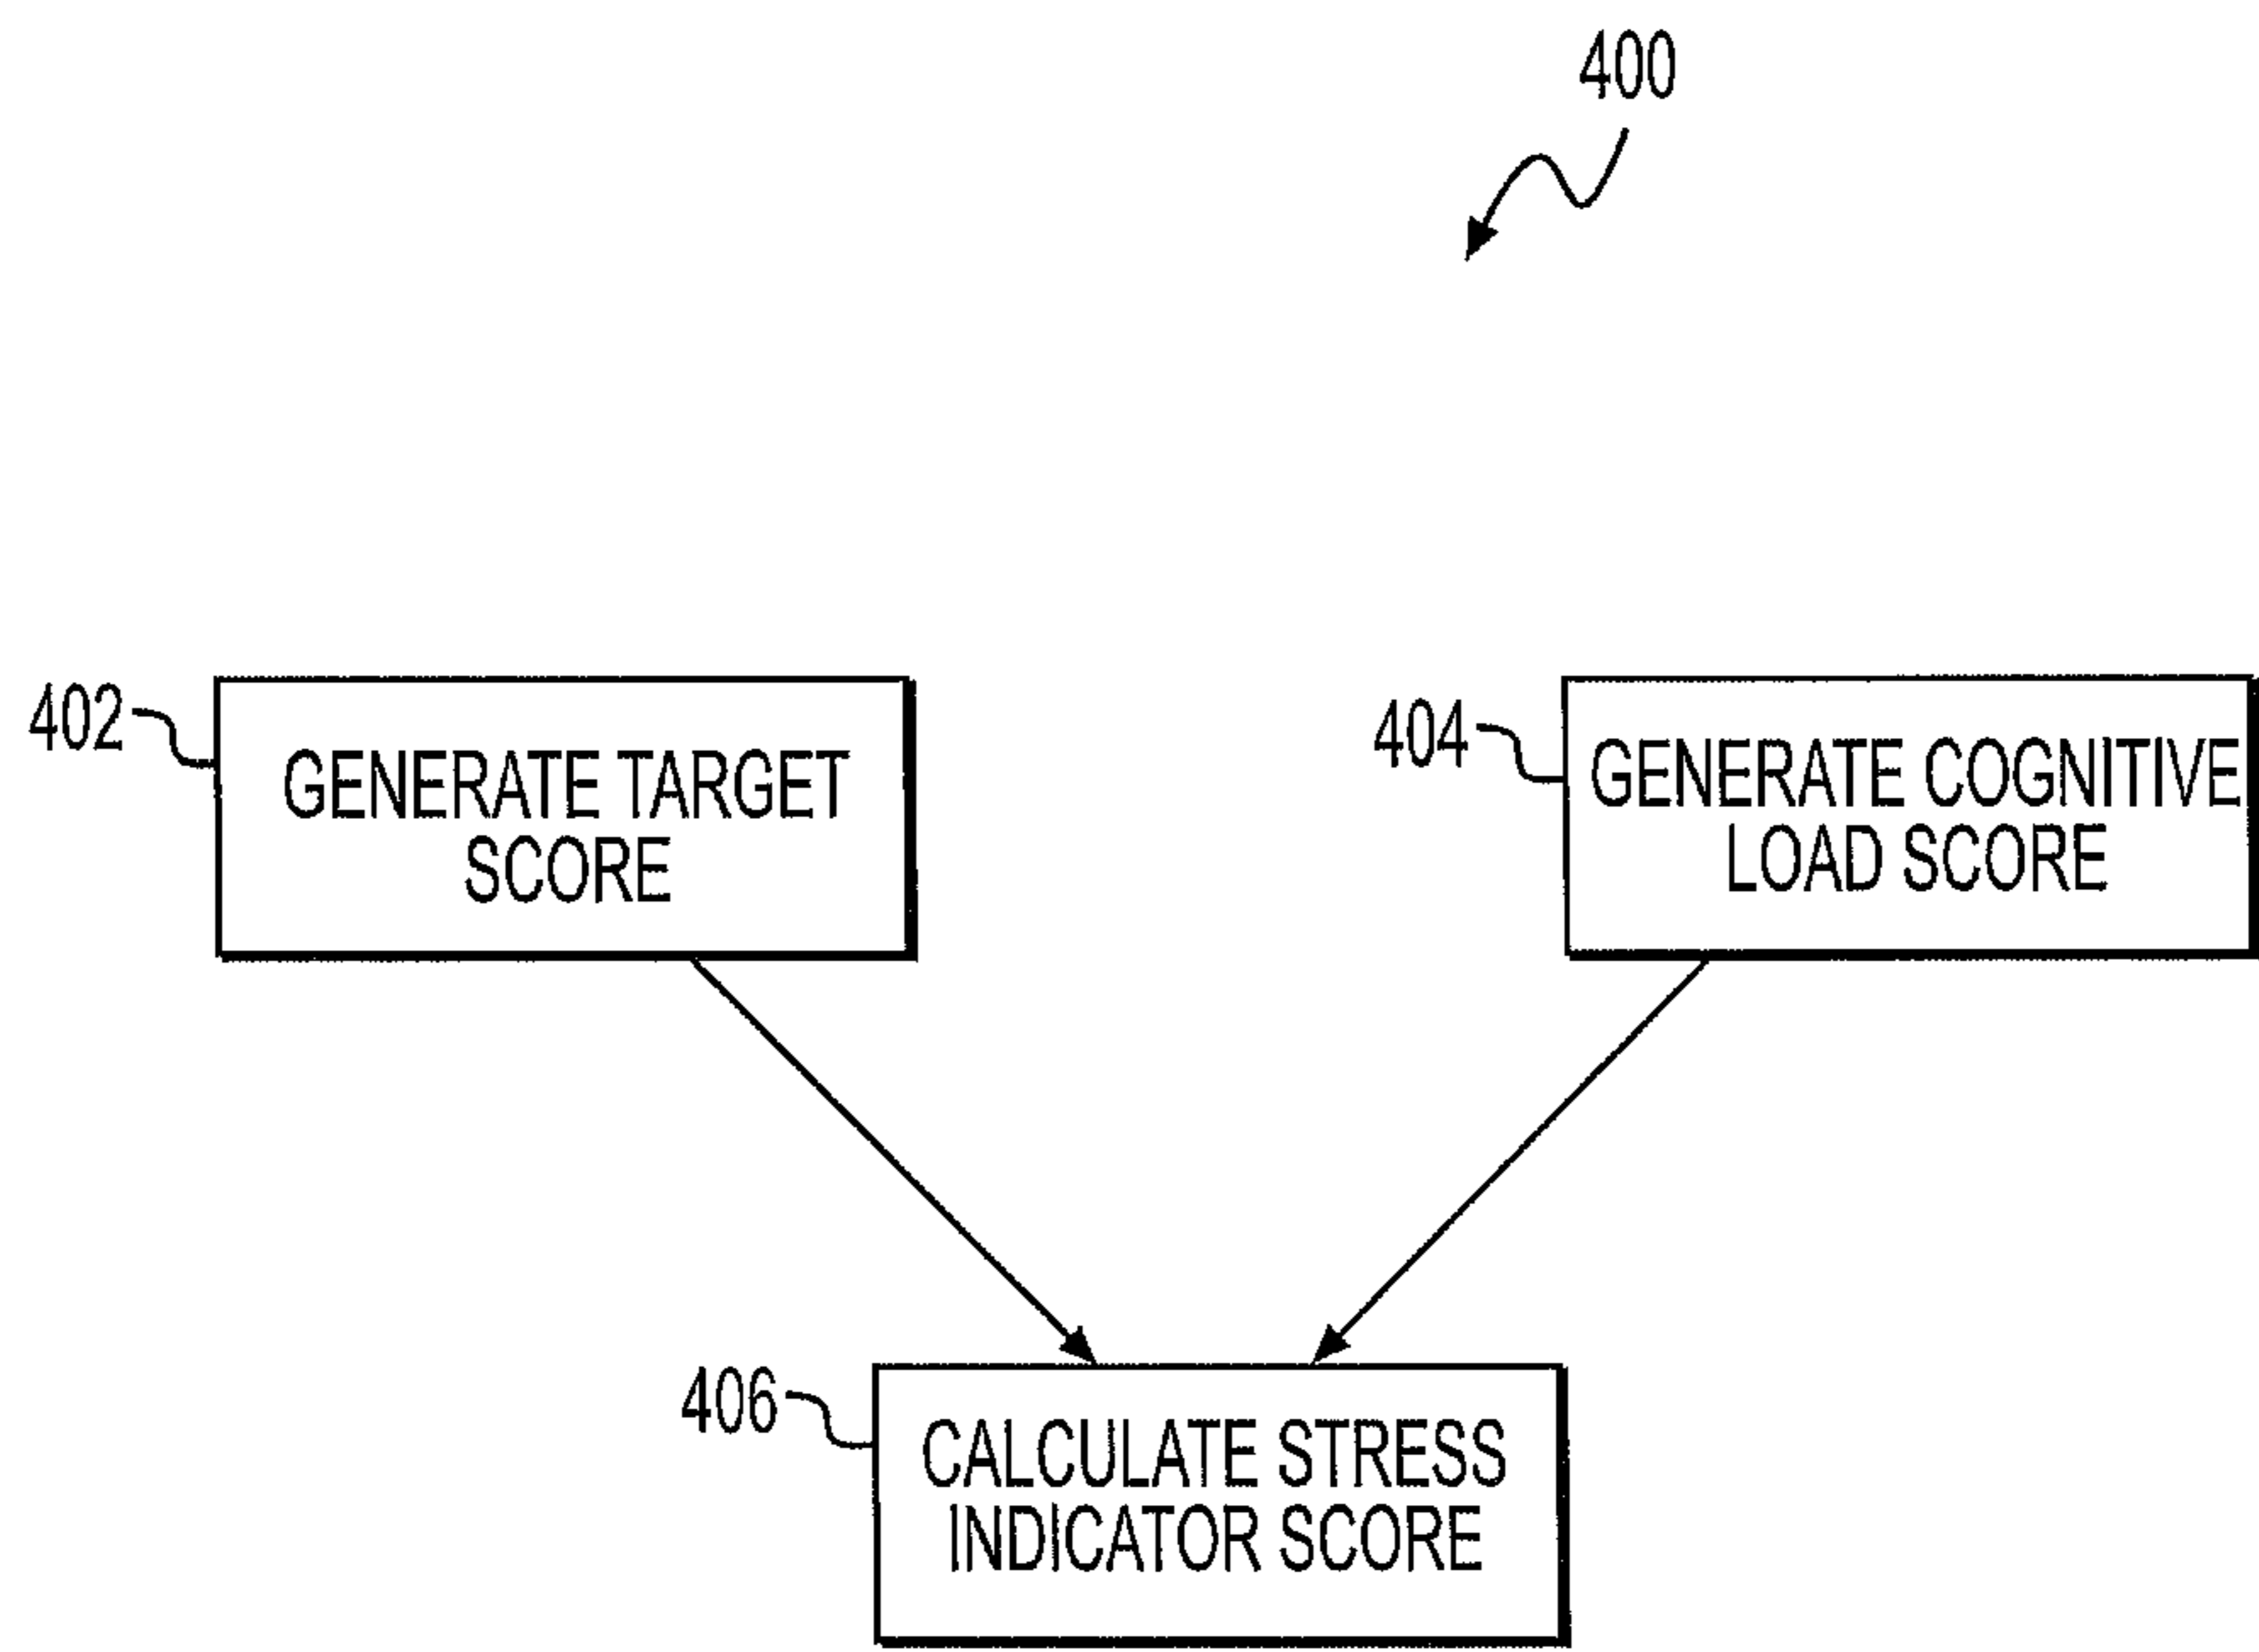 400
402
GENERATE TARGET
SCORE
404
GENERATE COGNITIVE
LOAD SCORE
406
CALCULATE STRESS
INDICATOR SCORE